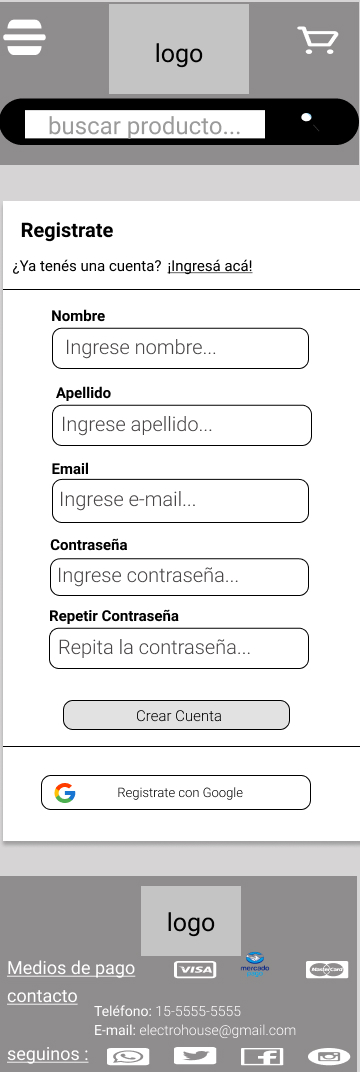 logo
buscar producto...
Registrate
¿Ya tenés una cuenta? ¡Ingresá acá!
Nombre
Ingrese nombre...
Apellido
Ingrese apellido...
Email
Ingrese e-mail...
Contraseña
Ingrese contraseña...
Repetir Contraseña
Repita la contraseña...
Crear Cuenta
Registrate con Google
logo
Medios de pago
VISA
mercado
pago
MasterCard
contacto
Teléfono: 15-5555-5555
E-mail: electrohouse@gmail.com
seguinos :